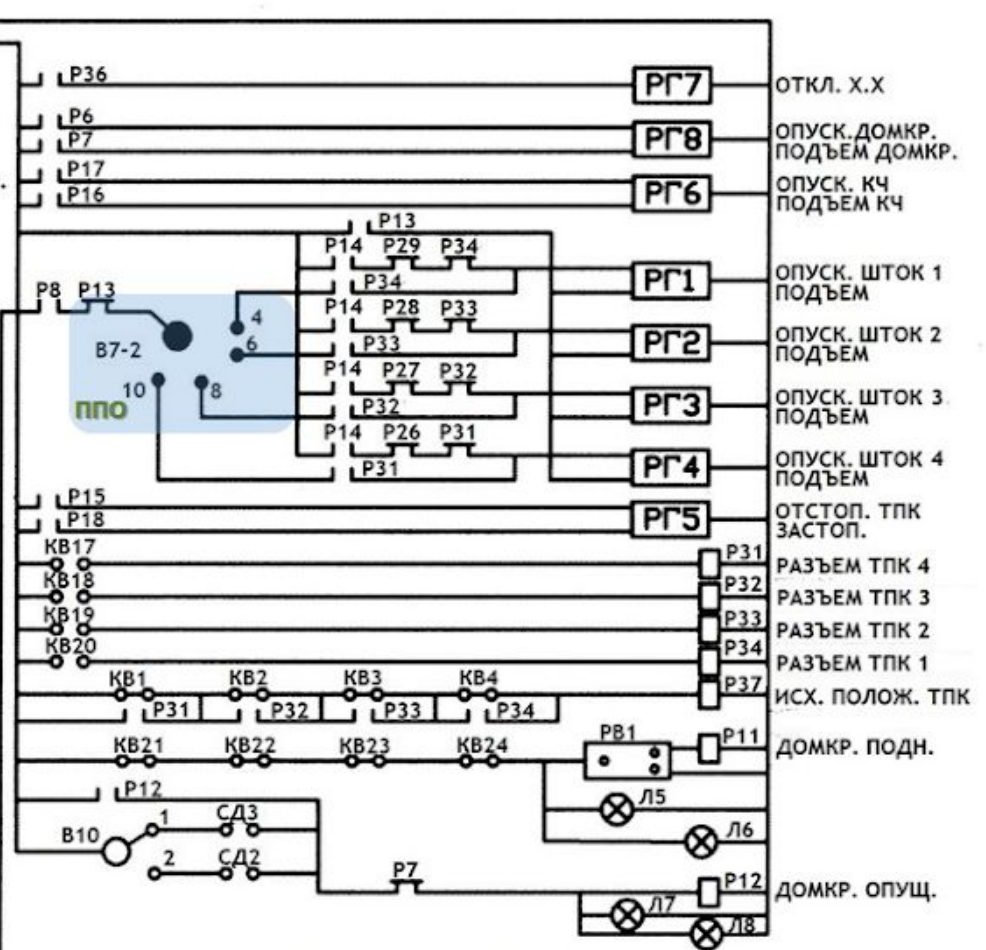 Р36 РГ7 ОТКЛ. Х.Х
Р6 РГ8 ОПУСК.ДОМКР.
Р7 ПОДЪЕМ ДОМКР.
Р17 РГ6 ОПУСК. КЧ
Р16 ПОДЪЕМ КЧ
Р13
Р14 Р29 Р34 РГ1 ОПУСК. ШТОК 1
Р34 ПОДЪЕМ
Р8 Р13 4
Р14 Р28 Р33 РГ2 ОПУСК. ШТОК 2
В7-2 6 Р33 ПОДЪЕМ
10 8
Р14 Р27 Р32 РГ3 ОПУСК. ШТОК 3
ППО Р32 ПОДЪЕМ
Р14 Р26 Р31 РГ4 ОПУСК. ШТОК 4
Р31 ПОДЪЕМ
Р15 РГ5 ОТСТОП. ТПК
Р18 ЗАСТОП.
КВ17 Р31 РАЗЪЕМ ТПК 4
КВ18 Р32 РАЗЪЕМ ТПК 3
КВ19 Р33 РАЗЪЕМ ТПК 2
КВ20 Р34 РАЗЪЕМ ТПК 1
КВ1 КВ2 КВ3 КВ4 Р37 ИСХ. ПОЛОЖ. ТПК
Р31 Р32 Р33 Р34
КВ21 КВ22 КВ23 КВ24 РВ1 Р11 ДОМКР. ПОДН.
Р12 Л5
В10 1 СД3 Л6
2 СД2
Р7 Р12 ДОМКР. ОПУЩ.
Л7
Л8